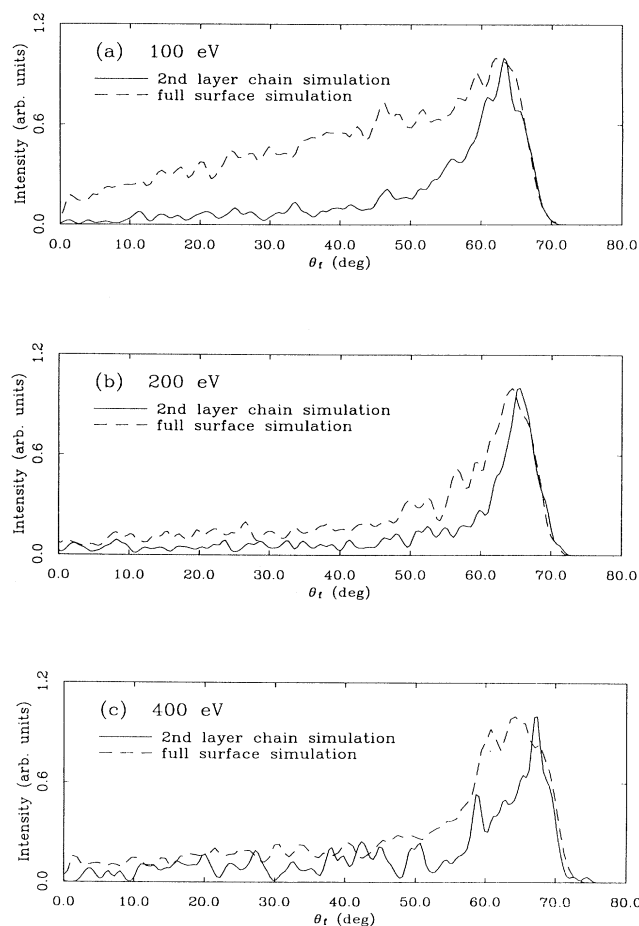 1.2
(a) 100 eV
2nd layer chain simulation
full surface simulation
Intensity (arb. units)
0.6
0.0
0.0 10.0 20.0 30.0 40.0 50.0 60.0 70.0 80.0
θf (deg)
1.2
(b) 200 eV
2nd layer chain simulation
full surface simulation
Intensity (arb. units)
0.6
0.0
0.0 10.0 20.0 30.0 40.0 50.0 60.0 70.0 80.0
θf (deg)
1.2
(c) 400 eV
2nd layer chain simulation
full surface simulation
Intensity (arb. units)
0.6
0.0
0.0 10.0 20.0 30.0 40.0 50.0 60.0 70.0 80.0
θf (deg)